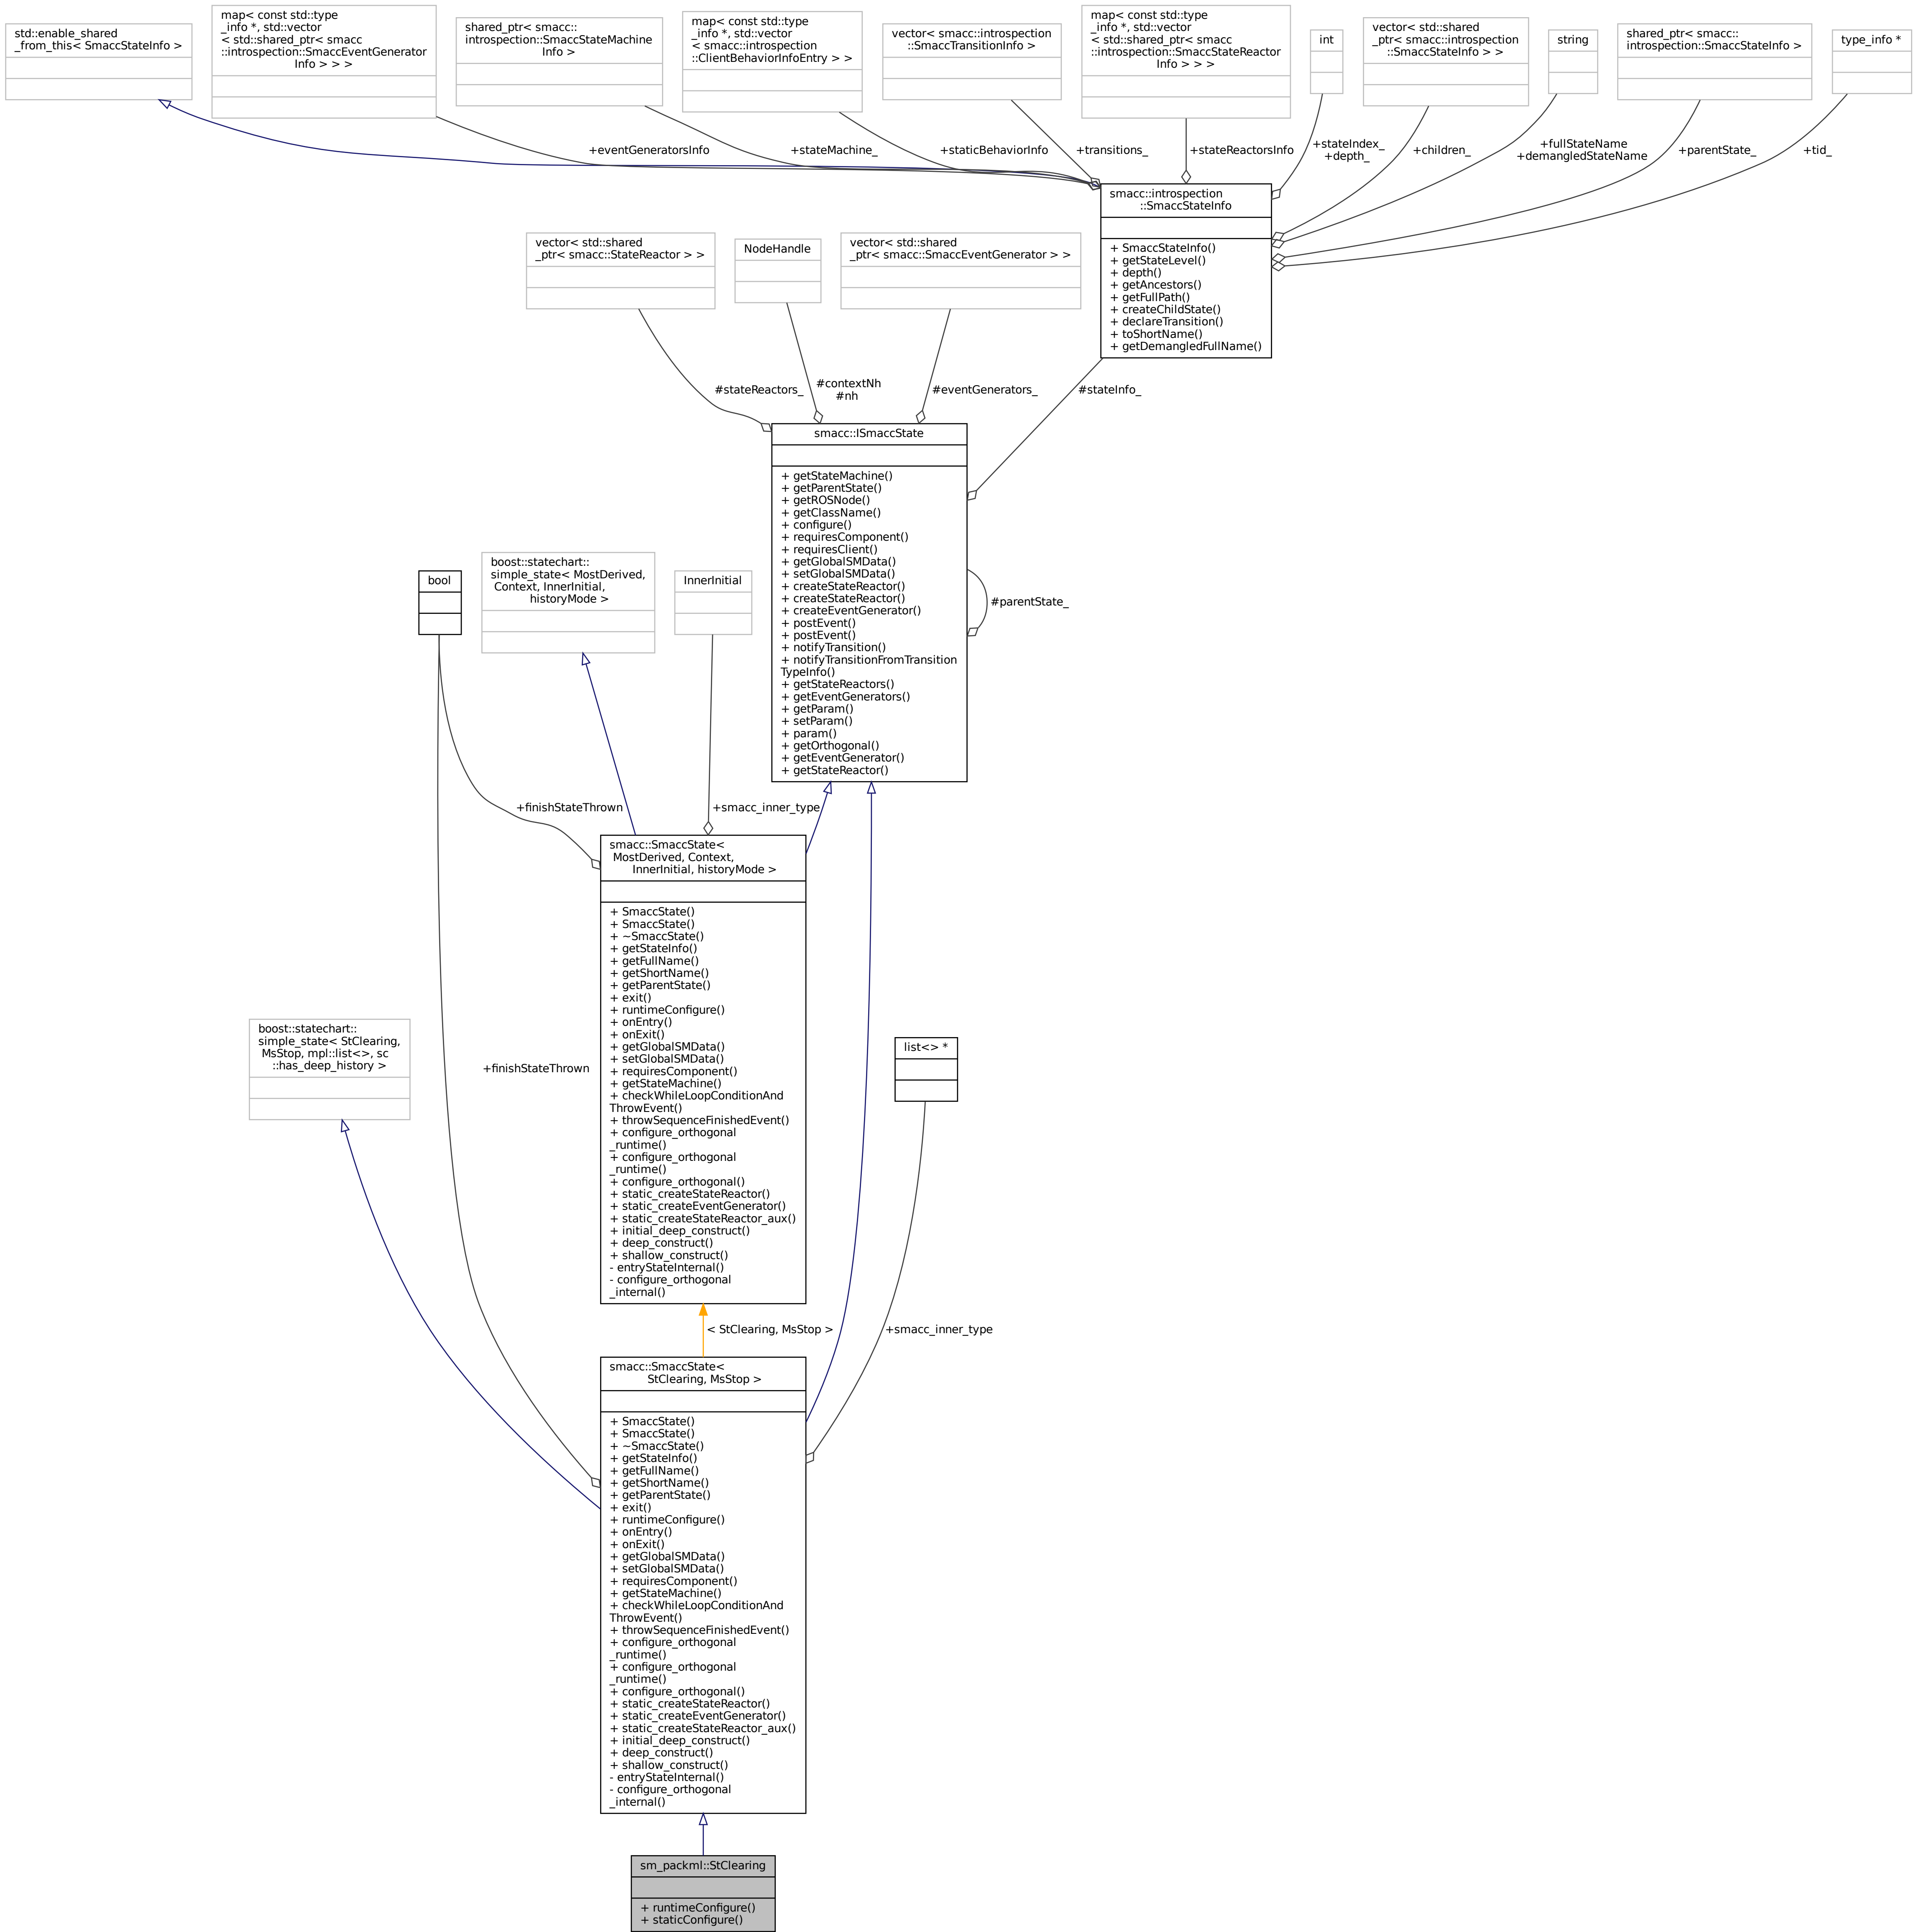 std::enable_shared
_from_this< SmaccStateInfo >
map< const std::type
_info *, std::vector
< std::shared_ptr< smacc
::introspection::SmaccEventGenerator
Info > > >
shared_ptr< smacc::
introspection::SmaccStateMachine
Info >
map< const std::type
_info *, std::vector
< smacc::introspection
::ClientBehaviorInfoEntry > >
vector< smacc::introspection
::SmaccTransitionInfo >
map< const std::type
_info *, std::vector
< std::shared_ptr< smacc
::introspection::SmaccStateReactor
Info > > >
int
vector< std::shared
_ptr< smacc::introspection
::SmaccStateInfo > >
string
shared_ptr< smacc::
introspection::SmaccStateInfo >
type_info *
+eventGeneratorsInfo
+stateMachine_
+staticBehaviorInfo
+transitions_
+stateReactorsInfo
+stateIndex_
+depth_
+children_
+fullStateName
+demangledStateName
+parentState_
+tid_
smacc::introspection
::SmaccStateInfo
+ SmaccStateInfo()
+ getStateLevel()
+ depth()
+ getAncestors()
+ getFullPath()
+ createChildState()
+ declareTransition()
+ toShortName()
+ getDemangledFullName()
vector< std::shared
_ptr< smacc::StateReactor > >
NodeHandle
vector< std::shared
_ptr< smacc::SmaccEventGenerator > >
#stateReactors_
#contextNh
#nh
#eventGenerators_
#stateInfo_
smacc::ISmaccState
+ getStateMachine()
+ getParentState()
+ getROSNode()
+ getClassName()
+ configure()
+ requiresComponent()
+ requiresClient()
+ getGlobalSMData()
+ setGlobalSMData()
+ createStateReactor()
+ createStateReactor()
+ createEventGenerator()
+ postEvent()
+ postEvent()
+ notifyTransition()
+ notifyTransitionFromTransition
TypeInfo()
+ getStateReactors()
+ getEventGenerators()
+ getParam()
+ setParam()
+ param()
+ getOrthogonal()
+ getEventGenerator()
+ getStateReactor()
#parentState_
bool
boost::statechart::
simple_state< MostDerived,
Context, InnerInitial,
historyMode >
InnerInitial
+finishStateThrown
+smacc_inner_type
smacc::SmaccState<
MostDerived, Context,
InnerInitial, historyMode >
+ SmaccState()
+ SmaccState()
+ ~SmaccState()
+ getStateInfo()
+ getFullName()
+ getShortName()
+ getParentState()
+ exit()
+ runtimeConfigure()
+ onEntry()
+ onExit()
+ getGlobalSMData()
+ setGlobalSMData()
+ requiresComponent()
+ getStateMachine()
+ checkWhileLoopConditionAnd
ThrowEvent()
+ throwSequenceFinishedEvent()
+ configure_orthogonal
_runtime()
+ configure_orthogonal
_runtime()
+ configure_orthogonal()
+ static_createStateReactor()
+ static_createEventGenerator()
+ static_createStateReactor_aux()
+ initial_deep_construct()
+ deep_construct()
+ shallow_construct()
- entryStateInternal()
- configure_orthogonal
_internal()
boost::statechart::
simple_state< StClearing,
MsStop, mpl::list<>, sc
::has_deep_history >
+finishStateThrown
list<> *
< StClearing, MsStop >
+smacc_inner_type
smacc::SmaccState<
StClearing, MsStop >
+ SmaccState()
+ SmaccState()
+ ~SmaccState()
+ getStateInfo()
+ getFullName()
+ getShortName()
+ getParentState()
+ exit()
+ runtimeConfigure()
+ onEntry()
+ onExit()
+ getGlobalSMData()
+ setGlobalSMData()
+ requiresComponent()
+ getStateMachine()
+ checkWhileLoopConditionAnd
ThrowEvent()
+ throwSequenceFinishedEvent()
+ configure_orthogonal
_runtime()
+ configure_orthogonal
_runtime()
+ configure_orthogonal()
+ static_createStateReactor()
+ static_createEventGenerator()
+ static_createStateReactor_aux()
+ initial_deep_construct()
+ deep_construct()
+ shallow_construct()
- entryStateInternal()
- configure_orthogonal
_internal()
sm_packml::StClearing
+ runtimeConfigure()
+ staticConfigure()